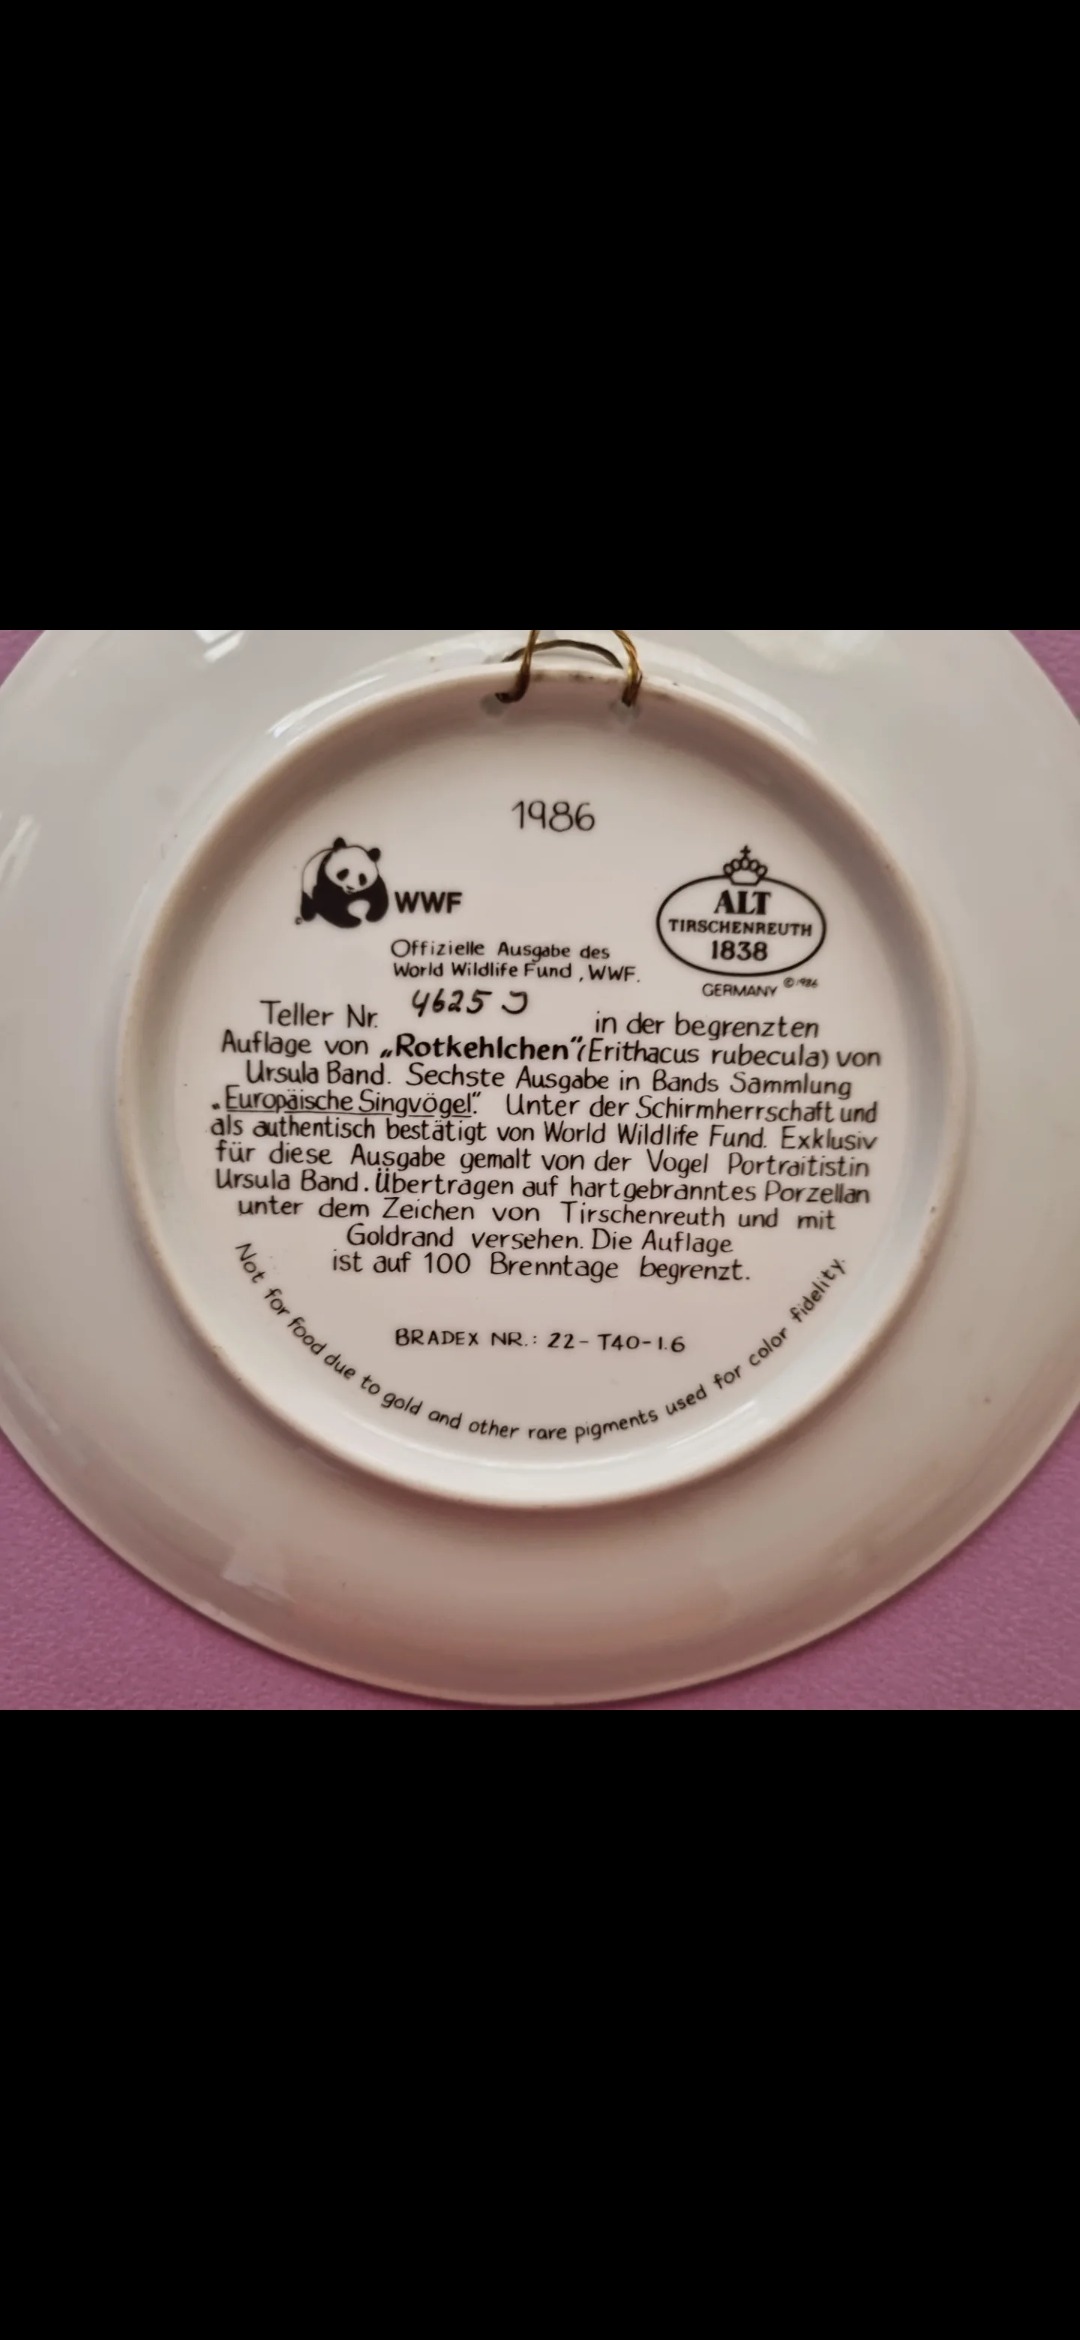 1986
WWF
ALT
TIRSCHENREUTH
1838
GERMANY © 1986
Offizielle Ausgabe des
World Wildlife Fund, WWF.
Teller Nr. 4625 J in der begrenzten
Auflage von „Rotkehlchen“ (Erithacus rubecula) von
Ursula Band. Sechste Ausgabe in Bands Sammlung
„Europäische Singvögel“. Unter der Schirmherrschaft und
als authentisch bestätigt von World Wildlife Fund. Exklusiv
für diese Ausgabe gemalt von der Vogel Portraitistin
Ursula Band. Übertragen auf hartgebranntes Porzellan
unter dem Zeichen von Tirschenreuth und mit
Goldrand versehen. Die Auflage
ist auf 100 Brenntage begrenzt.
BRADEX NR.: 22-T40-1.6
Not for food due to gold and other rare pigments used for color fidelity.